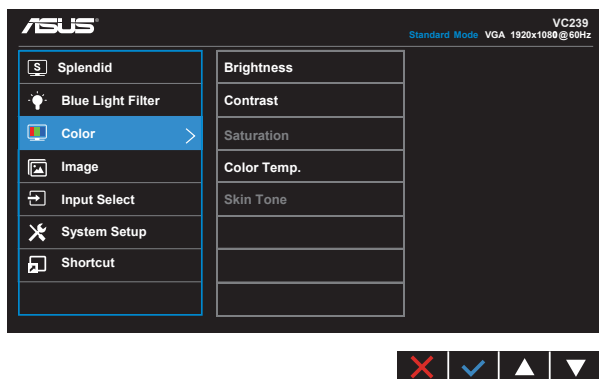 ASUS
VC239
Standard Mode VGA 1920x1080@60Hz
S Splendid
Blue Light Filter
Color
Image
Input Select
System Setup
Shortcut
Brightness
Contrast
Saturation
Color Temp.
Skin Tone